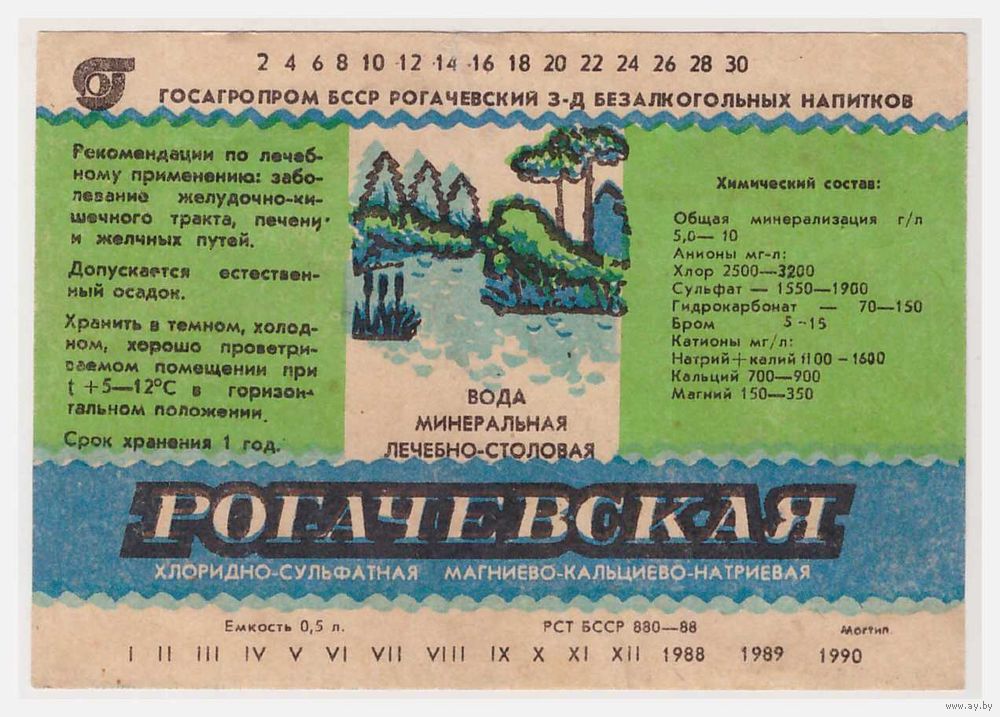 2 4 6 8 10 12 14 16 18 20 22 24 26 28 30
ГОСАГРОПРОМ БССР РОГАЧЕВСКИЙ З-Д БЕЗАЛКОГОЛЬНЫХ НАПИТКОВ
Рекомендации по лечеб-
ному применению: забо-
левание желудочно-ки-
шечного тракта, печени
и желчных путей.
Допускается естествен-
ный осадок.
Хранить в темном, холод-
ном, хорошо проветри-
ваемом помещении при
t +5—12°C в горизон-
тальном положении.
Срок хранения 1 год.
ВОДА
МИНЕРАЛЬНАЯ
ЛЕЧЕБНО-СТОЛОВАЯ
Химический состав:
Общая минерализация г/л
5,0— 10
Анионы мг-л:
Хлор 2500—3200
Сульфат — 1550—1900
Гидрокарбонат — 70—150
Бром 5-15
Катионы мг/л:
Натрий+калий 1100-1600
Кальций 700—900
Магний 150—350
РОГАЧЕВСКАЯ
ХЛОРИДНО-СУЛЬФАТНАЯ МАГНИЕВО-КАЛЬЦИЕВО-НАТРИЕВАЯ
Емкость 0,5 л. РСТ БССР 880—88 Могтип.
I II III IV V VI VII VIII IX X XI XII 1988 1989 1990
www.ay.by